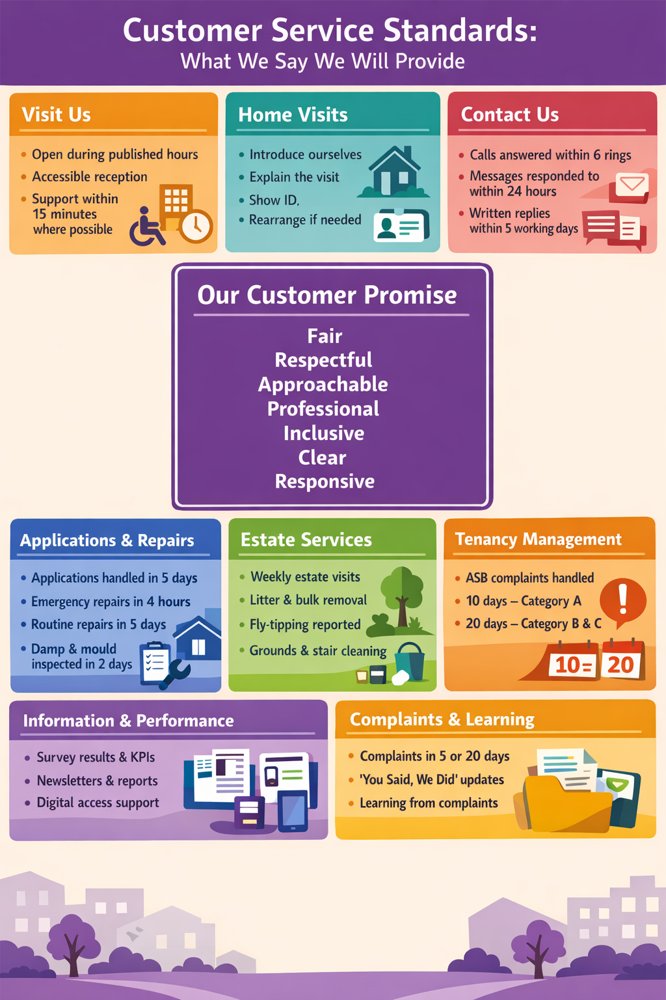 Customer Service Standards:
What We Say We Will Provide
Visit Us
• Open during published hours
• Accessible reception
• Support within
15 minutes
where possible
Home Visits
• Introduce ourselves
• Explain the visit
• Show ID,
• Rearrange if needed
Contact Us
• Calls answered within 6 rings
• Messages responded to
within 24 hours
• Written replies
within 5 working days
Our Customer Promise
Fair
Respectful
Approachable
Professional
Inclusive
Clear
Responsive
Applications & Repairs
• Applications handled in 5 days
• Emergency repairs in 4 hours
• Routine repairs in 5 days
• Damp & mould
inspected in 2 days
Estate Services
• Weekly estate visits
• Litter & bulk removal
• Fly-tipping reported
• Grounds & stair cleaning
Tenancy Management
• ASB complaints handled
• 10 days – Category A
• 20 days – Category B & C
!
10=
20
Information & Performance
• Survey results & KPIs
• Newsletters & reports
• Digital access support
Complaints & Learning
• Complaints in 5 or 20 days
• 'You Said, We Did' updates
• Learning from complaints